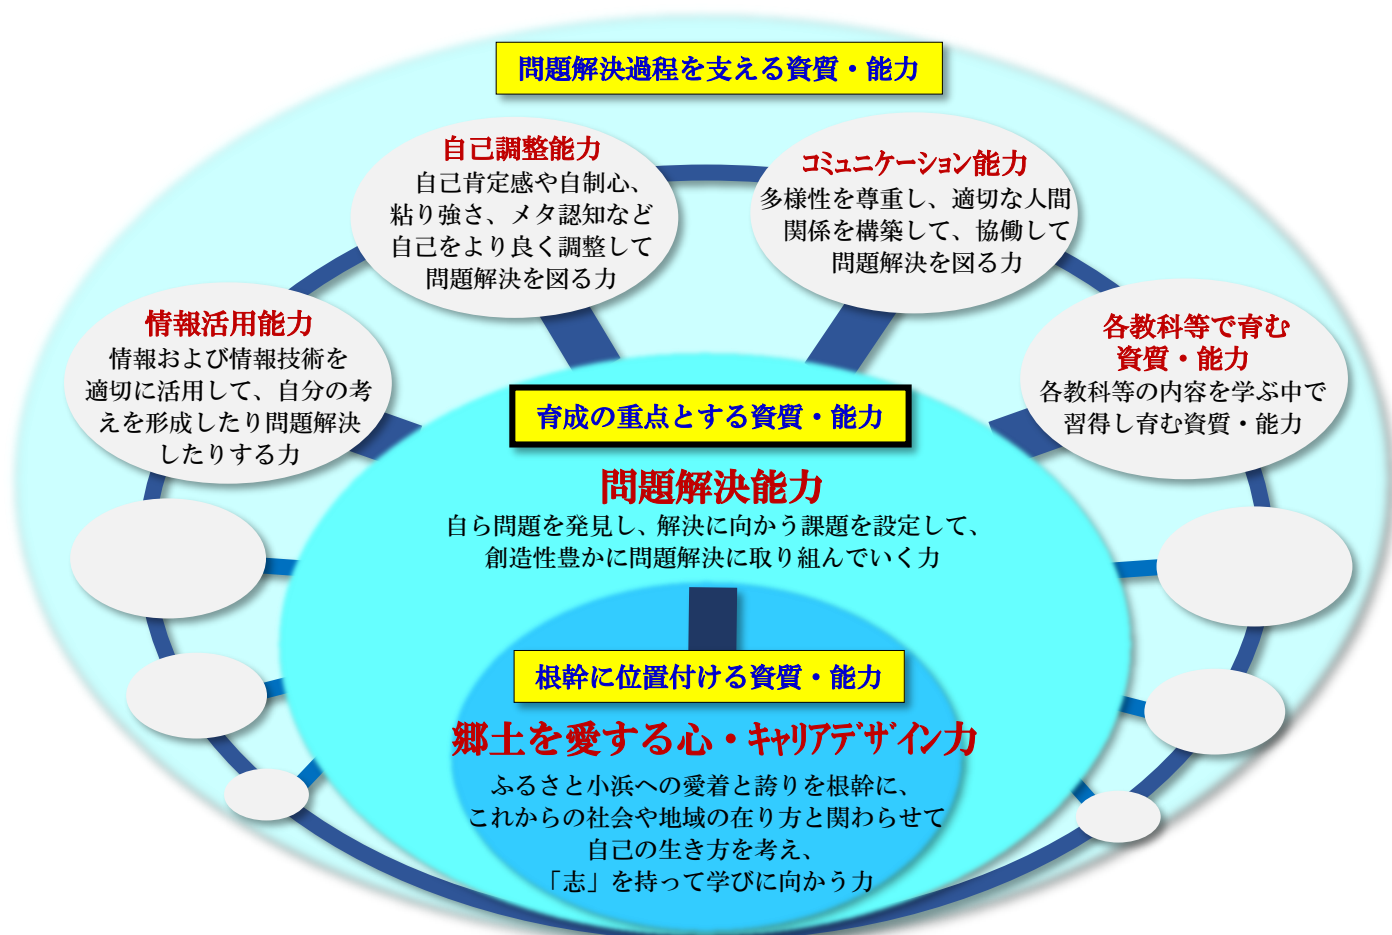 問題解決過程を支える資質・能力
自己調整能力
自己肯定感や自制心、
粘り強さ、メタ認知など
自己をより良く調整して
問題解決を図る力
コミュニケーション能力
多様性を尊重し、適切な人間
関係を構築して、協働して
問題解決を図る力
情報活用能力
情報および情報技術を
適切に活用して、自分の考
えを形成したり問題解決
したりする力
各教科等で育む
資質・能力
各教科等の内容を学ぶ中で
習得し育む資質・能力
育成の重点とする資質・能力
問題解決能力
自ら問題を発見し、解決に向かう課題を設定して、
創造性豊かに問題解決に取り組んでいく力
根幹に位置付ける資質・能力
郷土を愛する心・キャリアデザイン力
ふるさと小浜への愛着と誇りを根幹に、
これからの社会や地域の在り方と関わらせて
自己の生き方を考え、
「志」を持って学びに向かう力